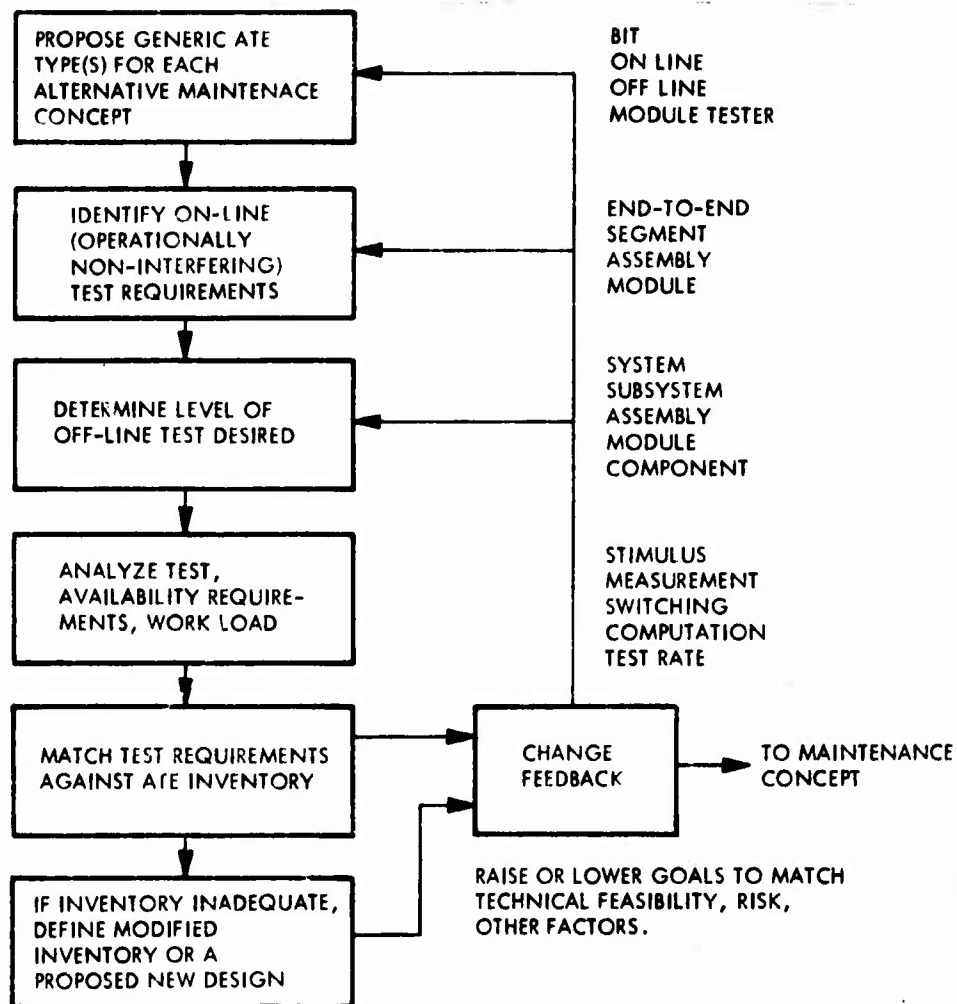 PROPOSE GENERIC ATE
TYPE(S) FOR EACH
ALTERNATIVE MAINTENACE
CONCEPT
BIT
ON LINE
OFF LINE
MODULE TESTER
IDENTIFY ON-LINE
(OPERATIONALLY
NON-INTERFERING)
TEST REQUIREMENTS
END-TO-END
SEGMENT
ASSEMBLY
MODULE
DETERMINE LEVEL OF
OFF-LINE TEST DESIRED
SYSTEM
SUBSYSTEM
ASSEMBLY
MODULE
COMPONENT
ANALYZE TEST,
AVAILABILITY REQUIRE-
MENTS, WORK LOAD
STIMULUS
MEASUREMENT
SWITCHING
COMPUTATION
TEST RATE
MATCH TEST REQUIREMENTS
AGAINST ATE INVENTORY
CHANGE
FEEDBACK
TO MAINTENANCE
CONCEPT
IF INVENTORY INADEQUATE,
DEFINE MODIFIED
INVENTORY OR A
PROPOSED NEW DESIGN
RAISE OR LOWER GOALS TO MATCH
TECHNICAL FEASIBILITY, RISK,
OTHER FACTORS.